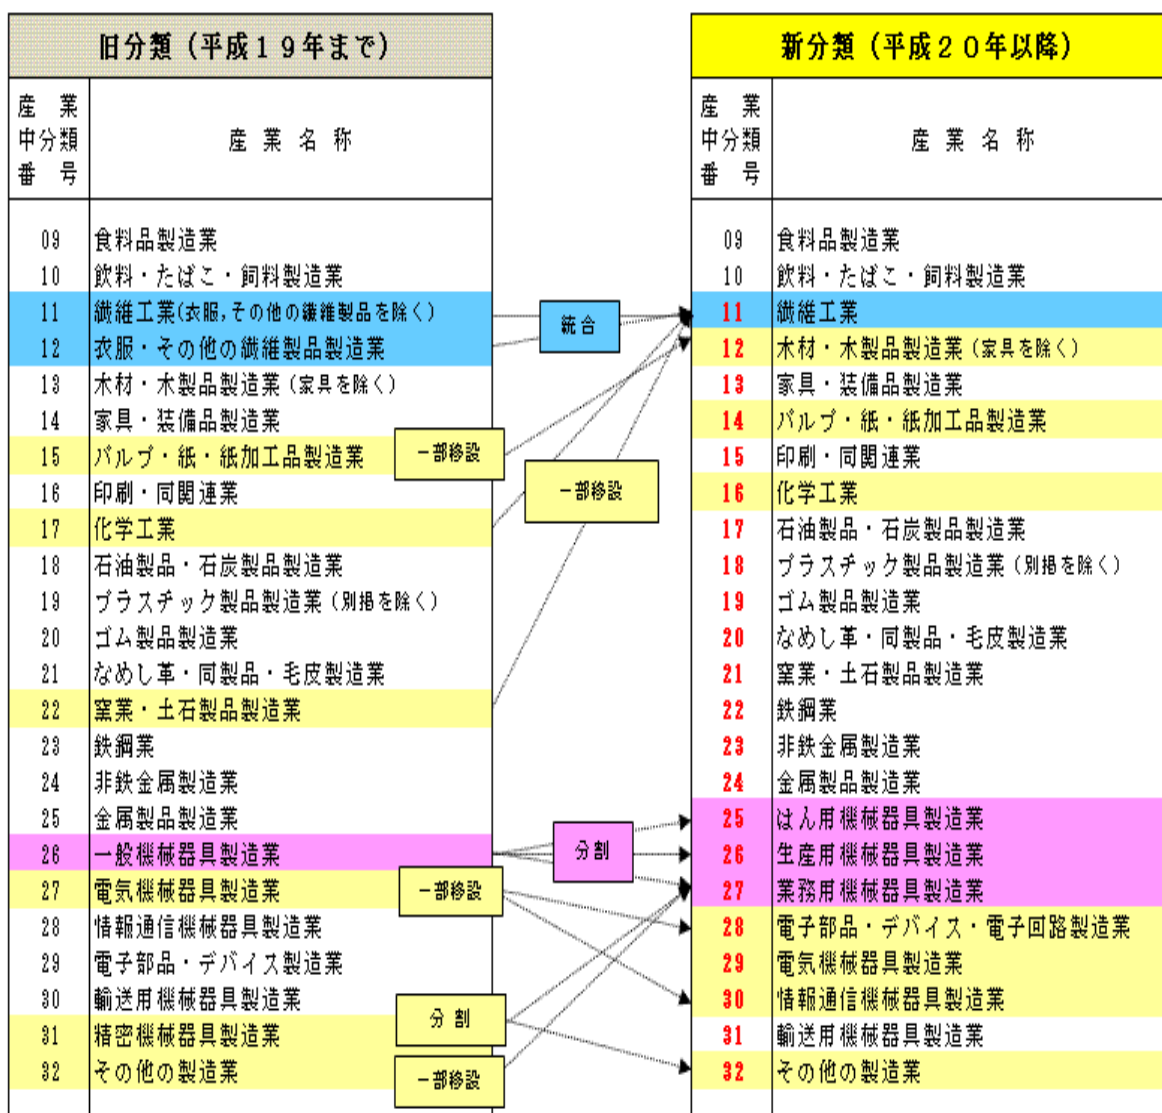 旧分類（平成１９年まで）
産　業
中分類
番　号
産 業 名 称
09 食料品製造業
10 飲料・たばこ・飼料製造業
11 繊維工業(衣服,その他の繊維製品を除く)
12 衣服・その他の繊維製品製造業
13 木材・木製品製造業（家具を除く）
14 家具・装備品製造業
15 パルプ・紙・紙加工品製造業
16 印刷・同関連業
17 化学工業
18 石油製品・石炭製品製造業
19 プラスチック製品製造業（別掲を除く）
20 ゴム製品製造業
21 なめし革・同製品・毛皮製造業
22 窯業・土石製品製造業
23 鉄鋼業
24 非鉄金属製造業
25 金属製品製造業
26 一般機械器具製造業
27 電気機械器具製造業
28 情報通信機械器具製造業
29 電子部品・デバイス製造業
30 輸送用機械器具製造業
31 精密機械器具製造業
32 その他の製造業
統合
一部移設
一部移設
分割
一部移設
分 割
一部移設
新分類（平成２０年以降）
産　業
中分類
番　号
産 業 名 称
09 食料品製造業
10 飲料・たばこ・飼料製造業
11 繊維工業
12 木材・木製品製造業（家具を除く）
13 家具・装備品製造業
14 パルプ・紙・紙加工品製造業
15 印刷・同関連業
16 化学工業
17 石油製品・石炭製品製造業
18 プラスチック製品製造業（別掲を除く）
19 ゴム製品製造業
20 なめし革・同製品・毛皮製造業
21 窯業・土石製品製造業
22 鉄鋼業
23 非鉄金属製造業
24 金属製品製造業
25 はん用機械器具製造業
26 生産用機械器具製造業
27 業務用機械器具製造業
28 電子部品・デバイス・電子回路製造業
29 電気機械器具製造業
30 情報通信機械器具製造業
31 輸送用機械器具製造業
32 その他の製造業